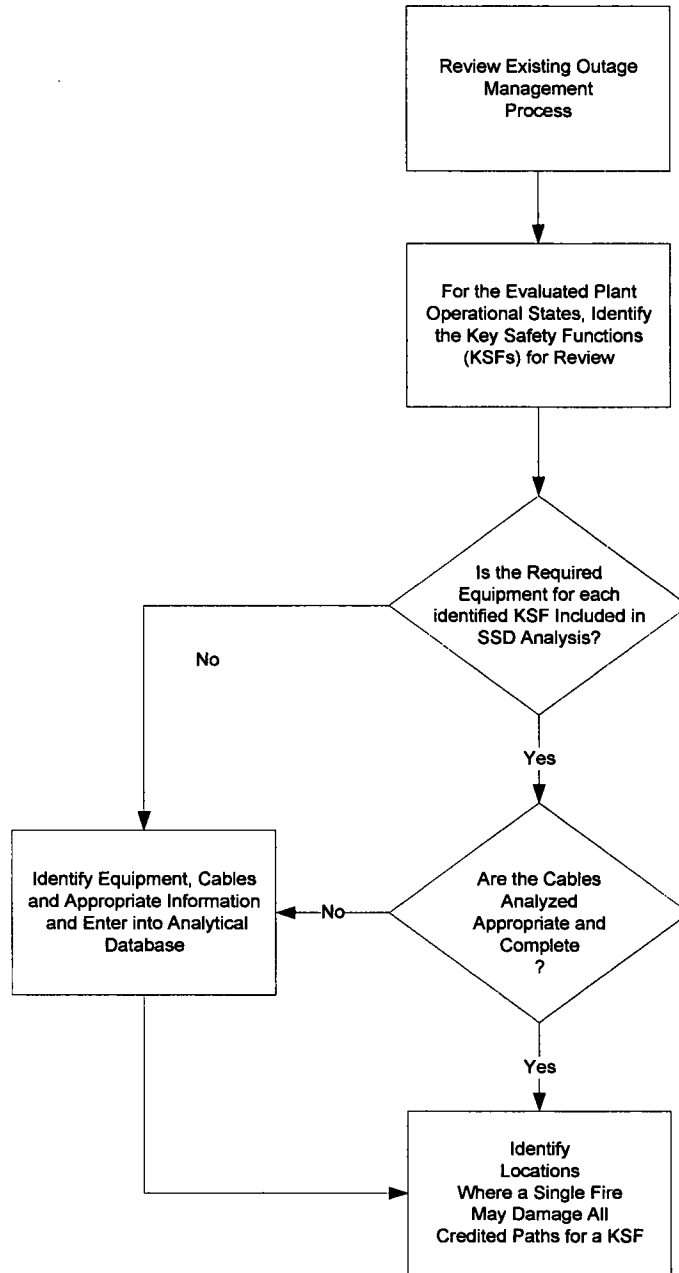 Review Existing Outage
Management
Process
For the Evaluated Plant
Operational States, Identify
the Key Safety Functions
(KSFs) for Review
Is the Required
Equipment for each
identified KSF Included in
SSD Analysis?
No
Yes
Identify Equipment, Cables
and Appropriate Information
and Enter into Analytical
Database
No
Are the Cables
Analyzed
Appropriate and
Complete
?
Yes
Identify
Locations
Where a Single Fire
May Damage All
Credited Paths for a KSF